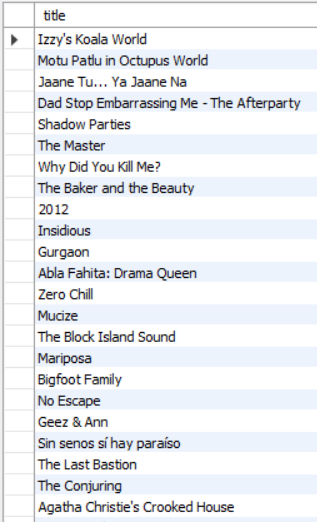 title
Izzy's Koala World
Motu Patlu in Octupus World
Jaane Tu... Ya Jaane Na
Dad Stop Embarrassing Me - The Afterparty
Shadow Parties
The Master
Why Did You Kill Me?
The Baker and the Beauty
2012
Insidious
Gurgaon
Abla Fahita: Drama Queen
Zero Chill
Mucize
The Block Island Sound
Mariposa
Bigfoot Family
No Escape
Geez & Ann
Sin senos sí hay paraíso
The Last Bastion
The Conjuring
Agatha Christie's Crooked House